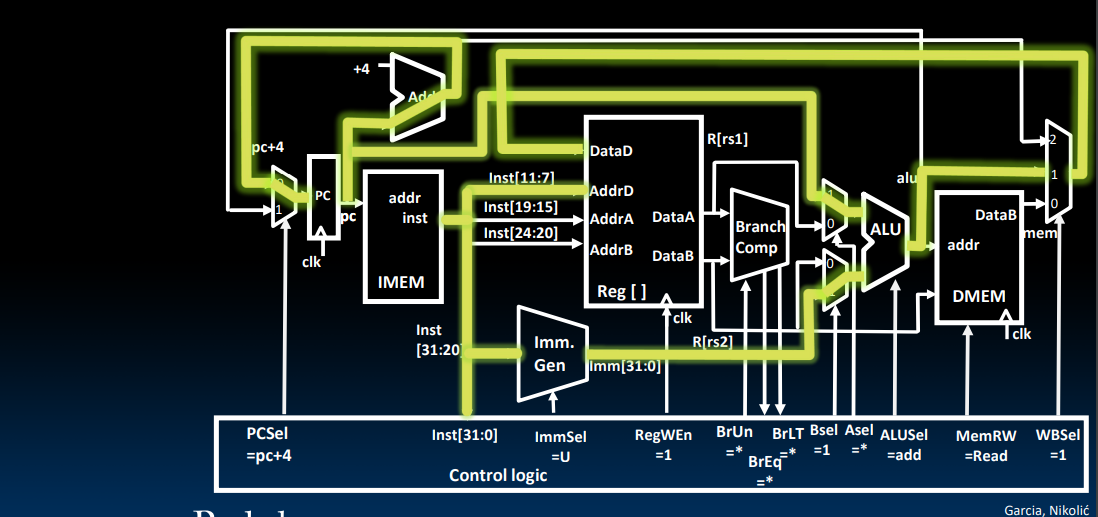 +4
Add
2
pc+4
R[rs1]
DataD
0
1
PC
pc
clk
addr
inst
IMEM
Inst[11:7]
Inst[19:15]
Inst[24:20]
AddrD
AddrA
AddrB
DataA
DataB
Reg [ ]
clk
Branch
Comp
1
0
0
1
ALU
alu
1
0
DataB
mem
addr
DMEM
clk
Inst
[31:20]
Imm.
Gen
Imm[31:0]
R[rs2]
PCSel
=pc+4
Inst[31:0]
ImmSel
=U
RegWEn
=1
BrUn
=*
BrEq
=*
BrLT
=*
Bsel
=1
Asel
=*
ALUSel
=add
MemRW
=Read
WBSel
=1
Control logic
Garcia, Nikolić